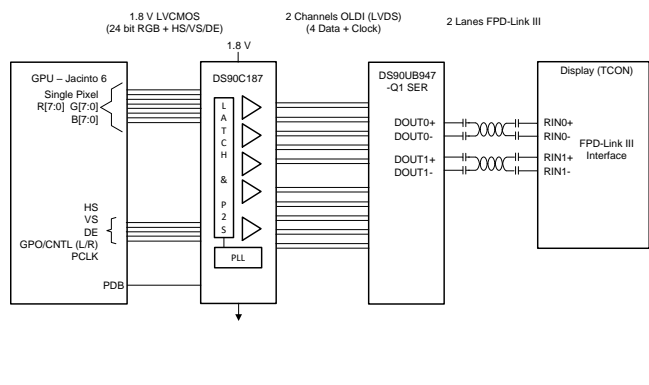 1.8 V LVCMOS
(24 bit RGB + HS/VS/DE)
2 Channels OLDI (LVDS)
(4 Data + Clock)
2 Lanes FPD-Link III
1.8 V
GPU – Jacinto 6
Single Pixel
R[7:0] G[7:0]
B[7:0]
HS
VS
DE
GPO/CNTL (L/R)
PCLK
PDB
DS90C187
L
A
T
C
H
&
P
2
S
PLL
DS90UB947
-Q1 SER
DOUT0+
DOUT0-
DOUT1+
DOUT1-
Display (TCON)
RIN0+
RIN0-
RIN1+
RIN1-
FPD-Link III
Interface